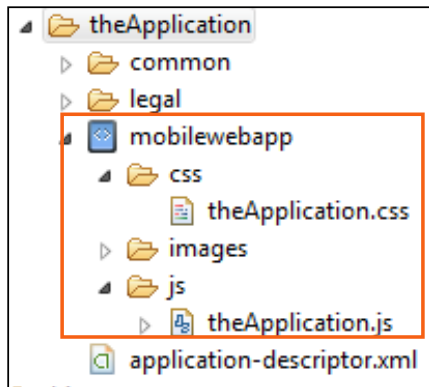 theApplication
common
legal
mobilewebapp
css
theApplication.css
images
js
theApplication.js
application-descriptor.xml